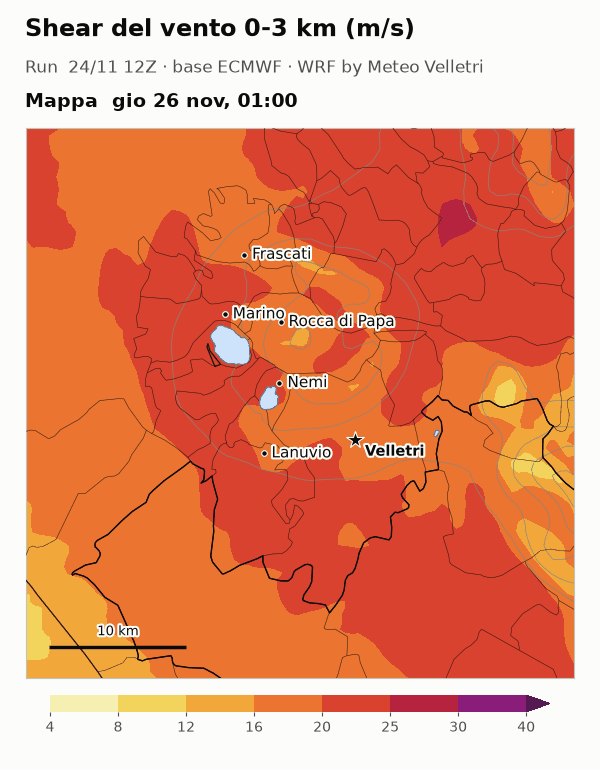 Shear del vento 0-3 km (m/s)
Run 24/11 12Z · base ECMWF · WRF by Meteo Velletri
Mappa gio 26 nov, 01:00
Frascati
Marino
Rocca di Papa
Nemi
Velletri
Lanuvio
10 km
4 8 12 16 20 25 30 40